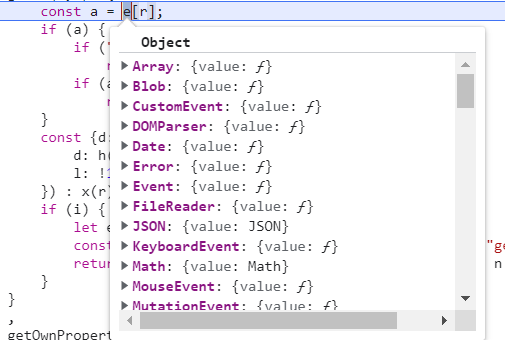 const a = e[r];
if (a) {
if ("
if (a
}
const {d:
d: h(
l: !1
}) : x(r)
if (i) {
let e
const "ge
return n
}
}
,
getOwnPropert
Object
Array: {value: ƒ}
Blob: {value: ƒ}
CustomEvent: {value: ƒ}
DOMParser: {value: ƒ}
Date: {value: ƒ}
Error: {value: ƒ}
Event: {value: ƒ}
FileReader: {value: ƒ}
JSON: {value: JSON}
KeyboardEvent: {value: ƒ}
Math: {value: Math}
MouseEvent: {value: ƒ}
MutationEvent: {value: ƒ}